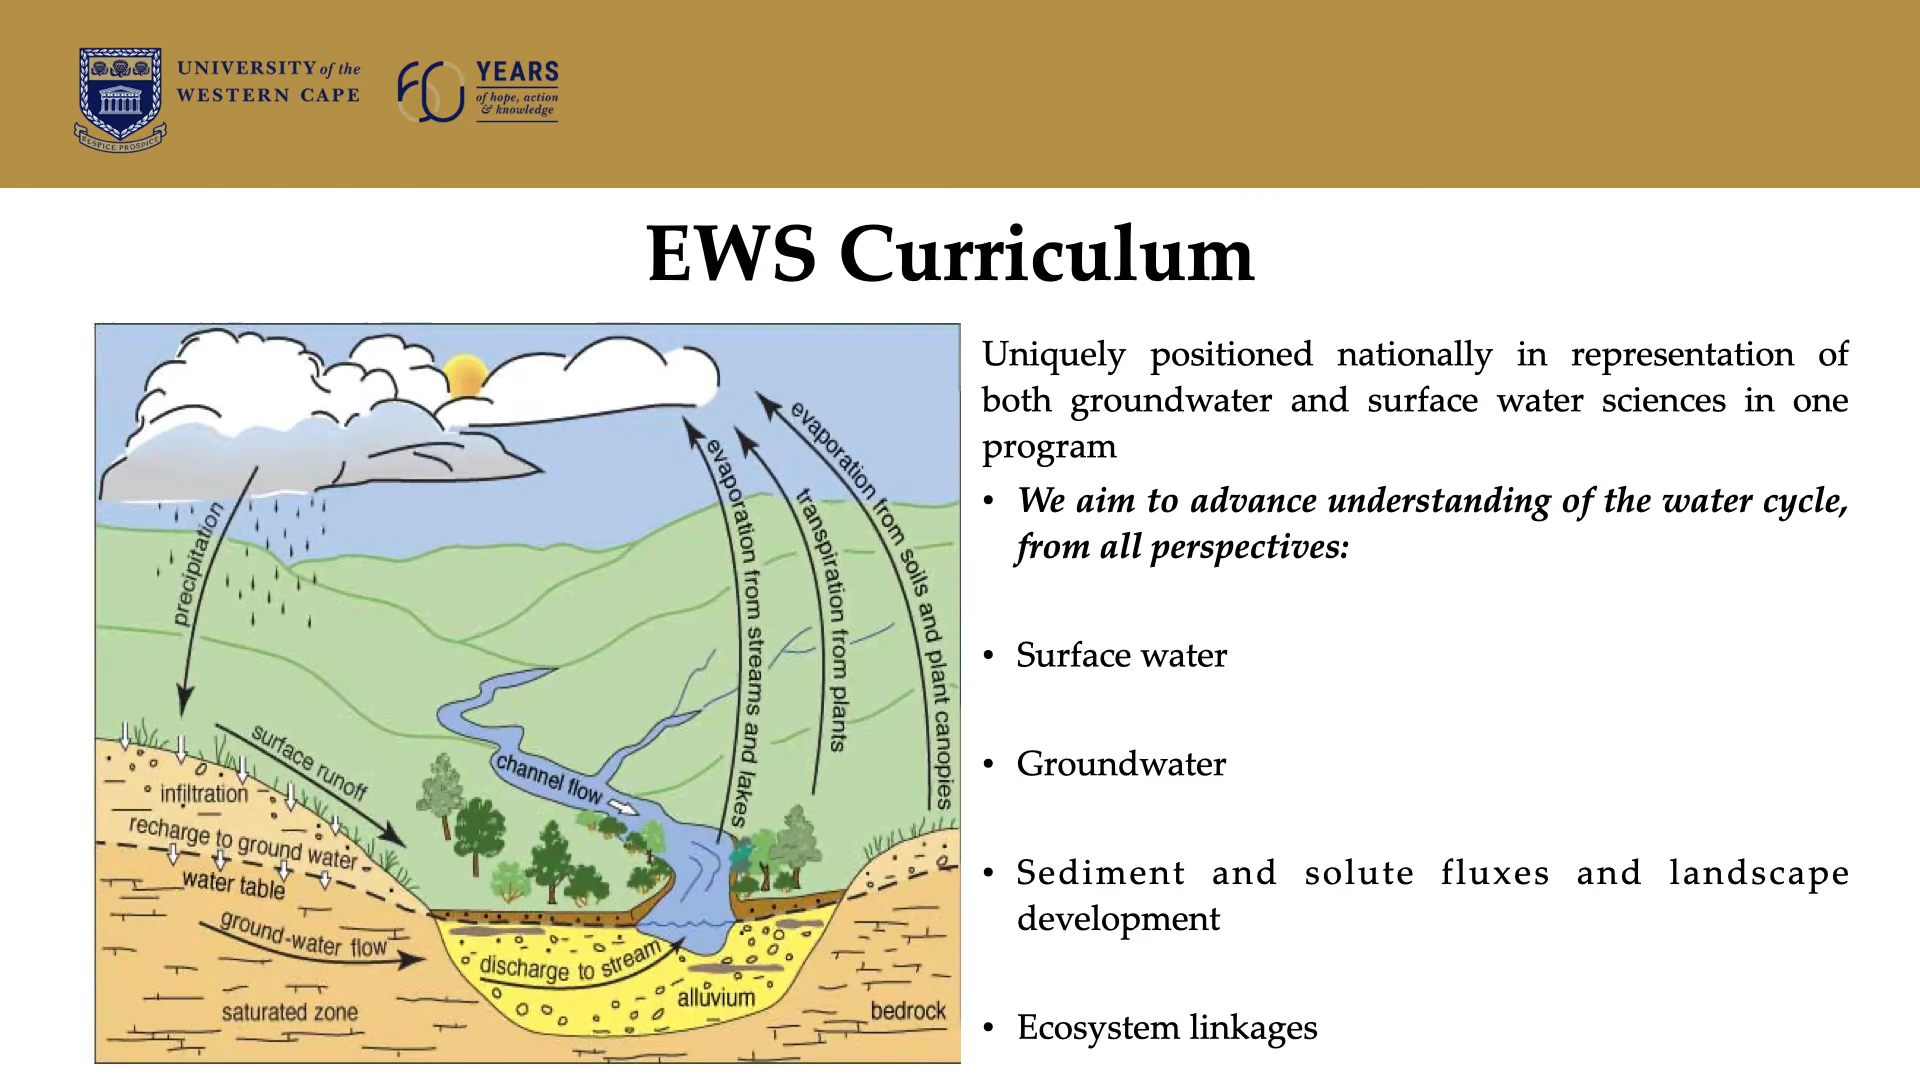 UNIVERSITY of the
WESTERN CAPE
RESPICE PROSPICE
60 YEARS
of hope, action
& knowledge
EWS Curriculum
precipitation
evaporation from streams and lakes
transpiration from plants
evaporation from soils and plant canopies
surface runoff
channel flow
infiltration
recharge to ground water
water table
ground-water flow
discharge to stream
alluvium
saturated zone
bedrock
Uniquely positioned nationally in representation of
both groundwater and surface water sciences in one
program
• We aim to advance understanding of the water cycle,
from all perspectives:
• Surface water
• Groundwater
• Sediment and solute fluxes and landscape
development
• Ecosystem linkages